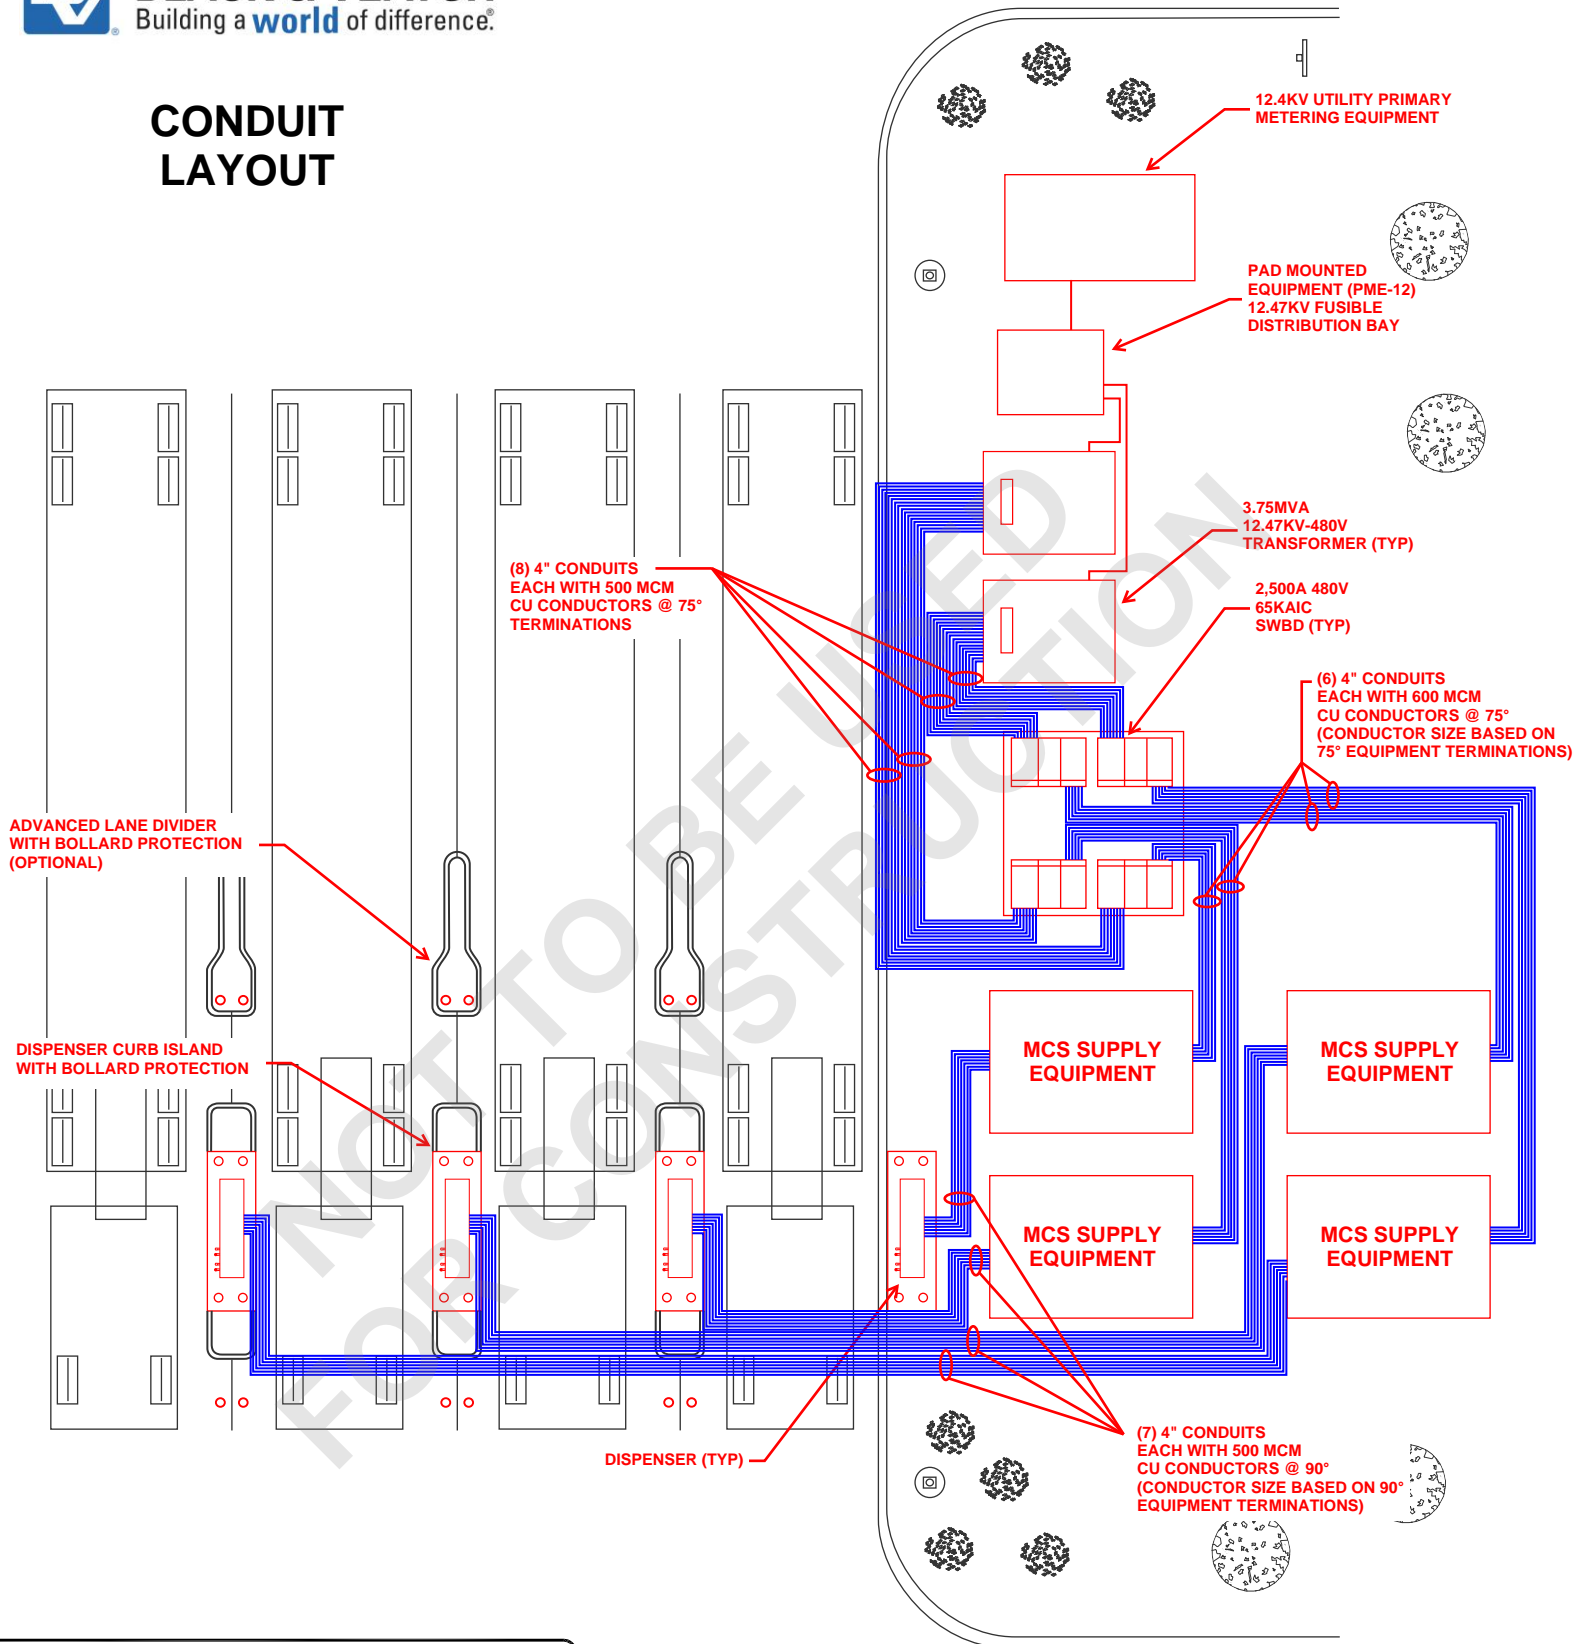 Building a world of difference.®
®
CONDUIT
LAYOUT
12.4KV UTILITY PRIMARY
METERING EQUIPMENT
PAD MOUNTED
EQUIPMENT (PME-12)
12.47KV FUSIBLE
DISTRIBUTION BAY
3.75MVA
12.47KV-480V
TRANSFORMER (TYP)
(8) 4" CONDUITS
EACH WITH 500 MCM
CU CONDUCTORS @ 75°
TERMINATIONS
2,500A 480V
65KAIC
SWBD (TYP)
(6) 4" CONDUITS
EACH WITH 600 MCM
CU CONDUCTORS @ 75°
(CONDUCTOR SIZE BASED ON
75° EQUIPMENT TERMINATIONS)
ADVANCED LANE DIVIDER
WITH BOLLARD PROTECTION
(OPTIONAL)
DISPENSER CURB ISLAND
WITH BOLLARD PROTECTION
MCS SUPPLY
EQUIPMENT
MCS SUPPLY
EQUIPMENT
MCS SUPPLY
EQUIPMENT
MCS SUPPLY
EQUIPMENT
DISPENSER (TYP)
(7) 4" CONDUITS
EACH WITH 500 MCM
CU CONDUCTORS @ 90°
(CONDUCTOR SIZE BASED ON 90°
EQUIPMENT TERMINATIONS)
NOT TO BE USED
FOR CONSTRUCTION